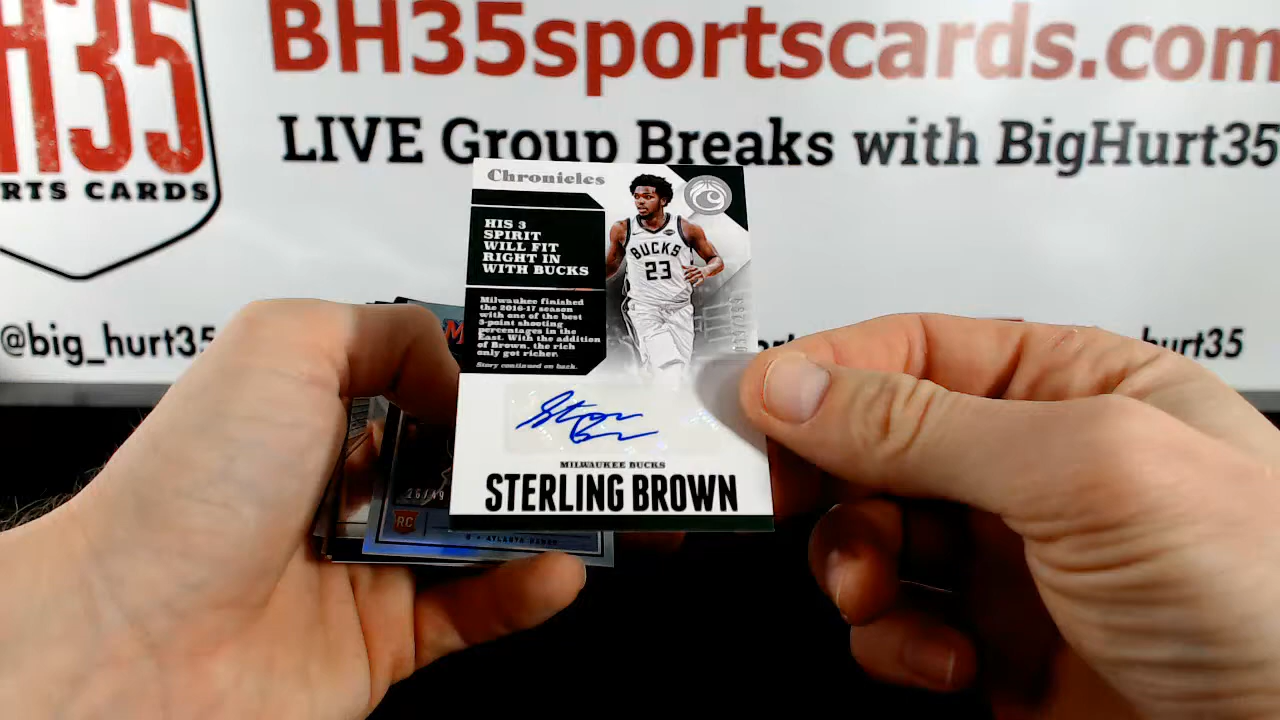 H35
RTS CARDS
BH35sportscards.com
LIVE Group Breaks with BigHurt35
@big_hurt35
hurt35
Chronicles
HIS 3
SPIRIT
WILL FIT
RIGHT IN
WITH BUCKS
Milwaukee finished
the 2016-17 season
with one of the best
3-point shooting
percentages in the
East. With the addition
of Brown, the rich
only got richer.
Story continued on back.
BUCKS
23
MILWAUKEE BUCKS
STERLING BROWN
26/49
RC
ATLANTA HAWKS